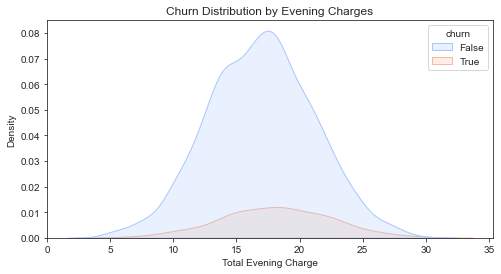 Churn Distribution by Evening Charges
churn
False
True
Density
0.08
0.07
0.06
0.05
0.04
0.03
0.02
0.01
0.00
0 5 10 15 20 25 30 35
Total Evening Charge